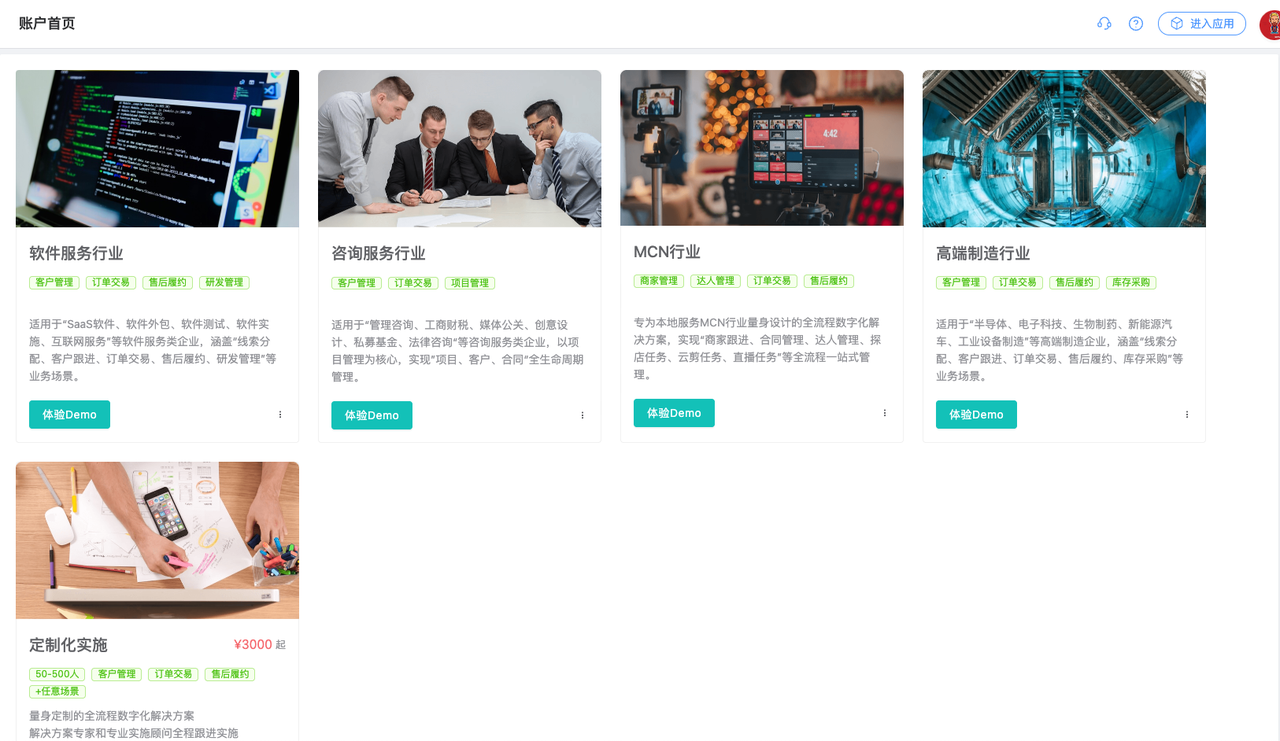 账户首页
进入应用
4:42
软件服务行业
客户管理 订单交易 售后履约 研发管理
适用于“SaaS软件、软件外包、软件测试、软件实
施、互联网服务”等软件服务类企业，涵盖“线索分
配、客户跟进、订单交易、售后履约、研发管理”等
业务场景。
体验Demo
咨询服务行业
客户管理 订单交易 项目管理
适用于“管理咨询、工商财税、媒体公关、创意设
计、私募基金、法律咨询”等咨询服务类企业，以项
目管理为核心，实现“项目、客户、合同”全生命周期
管理。
体验Demo
MCN行业
商家管理 达人管理 订单交易 售后履约
专为本地服务MCN行业量身设计的全流程数字化解
决方案，实现“商家跟进、合同管理、达人管理、探
店任务、云剪任务、直播任务”等全流程一站式管
理。
体验Demo
高端制造行业
客户管理 订单交易 售后履约 库存采购
适用于“半导体、电子科技、生物制药、新能源汽
车、工业设备制造”等高端制造企业，涵盖“线索分
配、客户跟进、订单交易、售后履约、库存采购”等
业务场景。
体验Demo
定制化实施 ¥3000 起
50-500人 客户管理 订单交易 售后履约
+任意场景
量身定制的全流程数字化解决方案
解决方案专家和专业实施顾问全程跟进实施